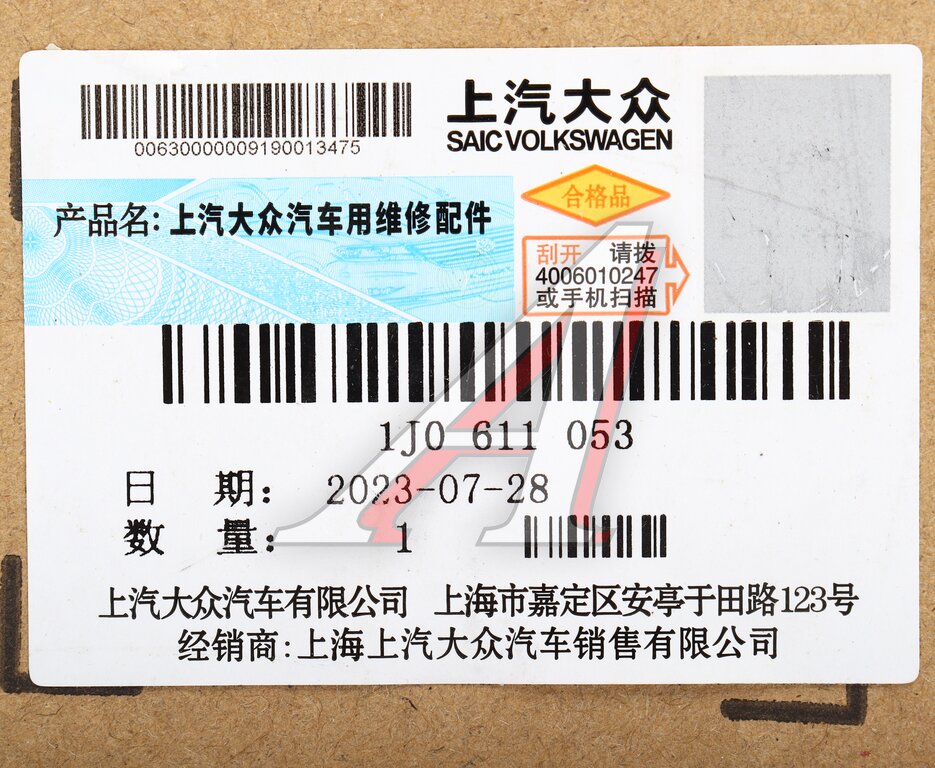 上汽大众
SAIC VOLKSWAGEN
00630000009190013475
合格品
产品名: 上汽大众汽车用维修配件
刮开 请拨
4006010247
或手机扫描
1J0 611 053
日 期: 2023-07-28
数 量: 1
上汽大众汽车有限公司 上海市嘉定区安亭于田路123号
经销商:上海上汽大众汽车销售有限公司